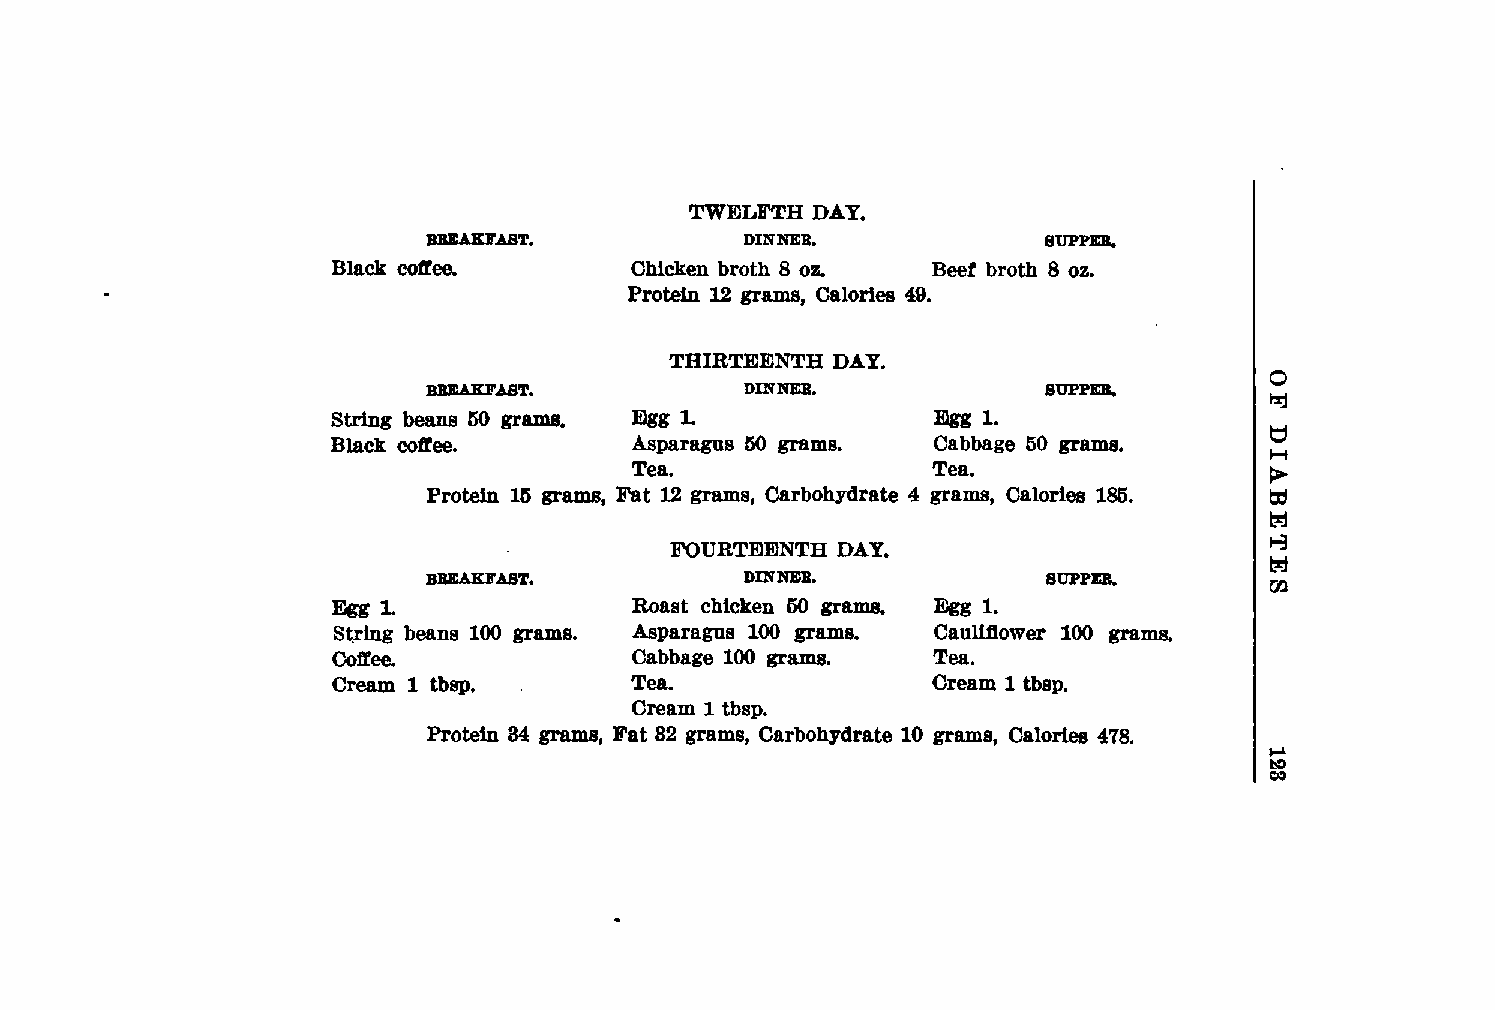 TWELFTH DAY.
BREAKFAST. DINNER. SUPPER.
Black coffee. Chicken broth 8 oz. Beef broth 8 oz.
Protein 12 grams, Calories 49.
THIRTEENTH DAY.
BREAKFAST. DINNER. SUPPER.
String beans 50 grams. Egg 1. Egg 1.
Black coffee. Asparagus 50 grams. Cabbage 50 grams.
Tea. Tea.
Protein 15 grams, Fat 12 grams, Carbohydrate 4 grams, Calories 185.
FOURTEENTH DAY.
BREAKFAST. DINNER. SUPPER.
Egg 1. Roast chicken 50 grams. Egg 1.
String beans 100 grams. Asparagus 100 grams. Cauliflower 100 grams.
Coffee. Cabbage 100 grams. Tea.
Cream 1 tbsp. Tea. Cream 1 tbsp.
Cream 1 tbsp.
Protein 34 grams, Fat 32 grams, Carbohydrate 10 grams, Calories 478.
OF DIABETES 123